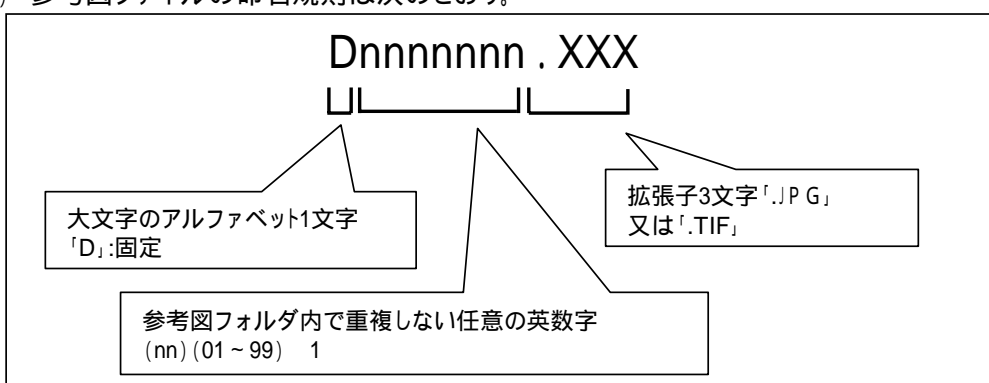 参考図ファイルの命名規則は次のとおり。
Dnnnnnnn . XXX
大文字のアルファベット1文字
「D」:固定
拡張子3文字「.JPG」
又は「.TIF」
参考図フォルダ内で重複しない任意の英数字
(nn)(01~99) 1